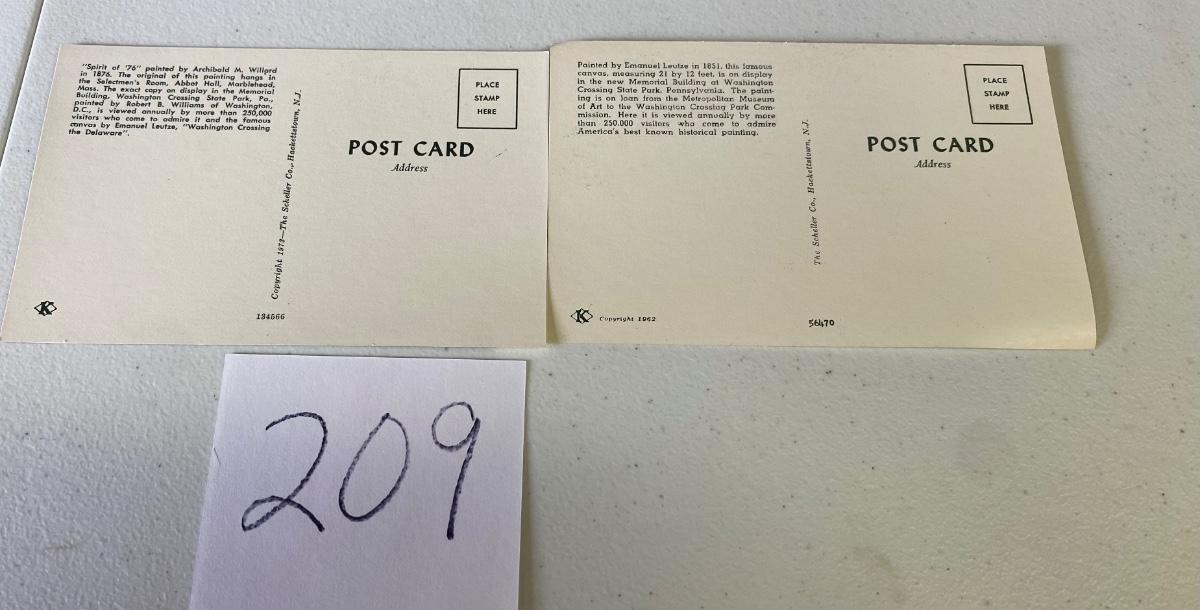 "Spirit of '76" painted by Archibald M. Willard
in 1876. The original of this painting hangs in
the Selectmen's Room, Abbot Hall, Marblehead,
Mass. The exact copy on display in the Memorial
Building, Washington Crossing State Park, Pa.,
painted by Robert B. Williams of Washington,
D.C., is viewed annually by more than 250,000
visitors who come to admire it and the famous
canvas by Emanuel Leutze, "Washington Crossing
the Delaware".
Copyright 1973—The Scheller Co., Hackettstown, N.J.
PLACE
STAMP
HERE
POST CARD
Address
K
134566
Painted by Emanuel Leutze in 1851, this famous
canvas, measuring 21 by 12 feet, is on display
in the new Memorial Building at Washington
Crossing State Park, Pennsylvania. The paint-
ing is on loan from the Metropolitan Museum
of Art to the Washington Crossing Park Com-
mission. Here it is viewed annually by more
than 250,000 visitors who come to admire
America's best known historical painting.
The Scheller Co., Hackettstown, N.J.
PLACE
STAMP
HERE
POST CARD
Address
K Copyright 1962
56470
209